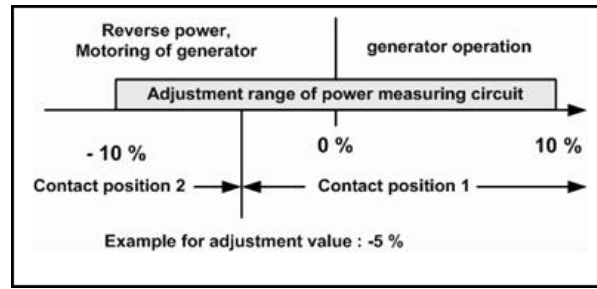 Reverse power,
Motoring of generator
generator operation
Adjustment range of power measuring circuit
- 10 %
0 %
10 %
Contact position 2
Contact position 1
Example for adjustment value : -5 %